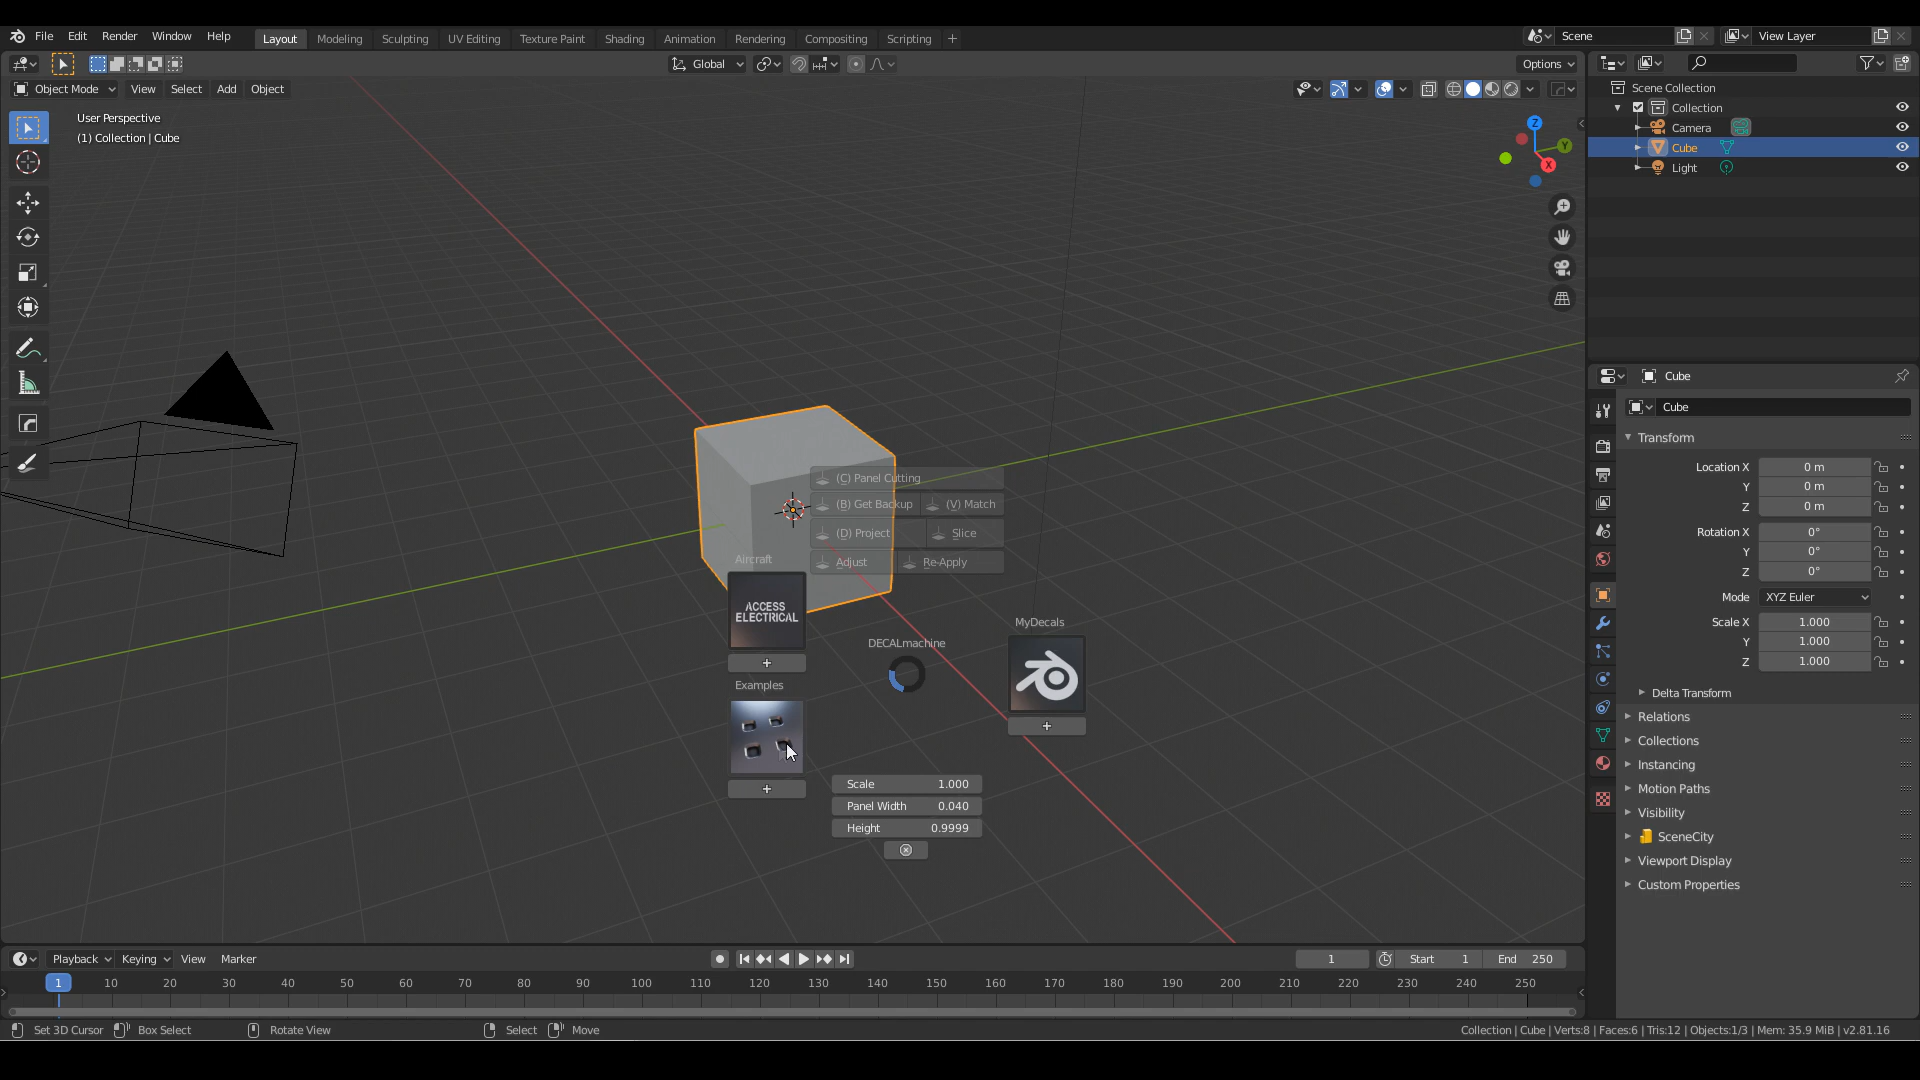 File Edit Render Window Help Layout Modeling Sculpting UV Editing Texture Paint Shading Animation Rendering Compositing Scripting + Scene View Layer
Global Options
Object Mode View Select Add Object
User Perspective
(1) Collection | Cube
Z
Y
X
Scene Collection
Collection
Camera
Cube
Light
(C) Panel Cutting
(B) Get Backup (V) Match
(D) Project Slice
Adjust Re-Apply
Aircraft
ACCESS
ELECTRICAL
+
Examples
+
DECALmachine
MyDecals
+
Scale 1.000
Panel Width 0.040
Height 0.9999
Cube
Cube
Transform
Location X 0 m
Y 0 m
Z 0 m
Rotation X 0°
Y 0°
Z 0°
Mode XYZ Euler
Scale X 1.000
Y 1.000
Z 1.000
Delta Transform
Relations
Collections
Instancing
Motion Paths
Visibility
SceneCity
Viewport Display
Custom Properties
Playback Keying View Marker 1 Start 1 End 250
1 10 20 30 40 50 60 70 80 90 100 110 120 130 140 150 160 170 180 190 200 210 220 230 240 250
Set 3D Cursor Box Select Rotate View Select Move Collection | Cube | Verts:8 | Faces:6 | Tris:12 | Objects:1/3 | Mem: 35.9 MiB | v2.81.16